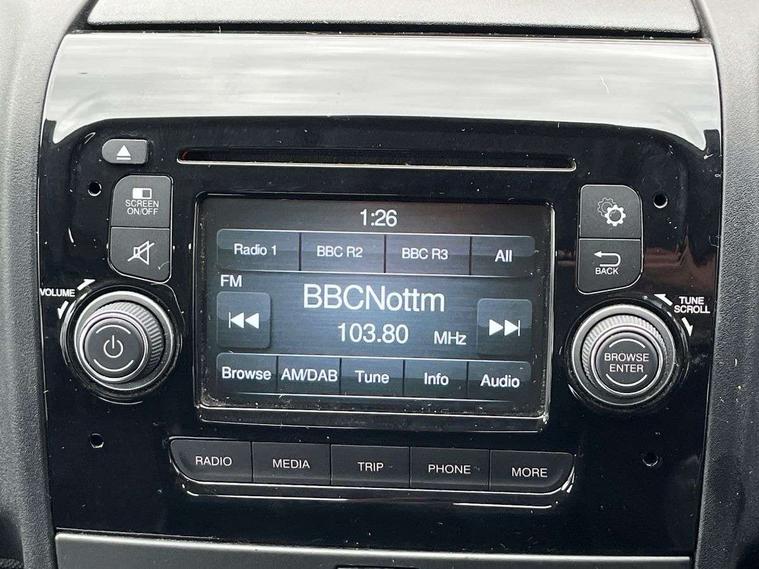 SCREEN
ON/OFF
VOLUME
1:26
Radio 1 BBC R2 BBC R3 All
FM
BBCNottm
103.80 MHz
Browse AM/DAB Tune Info Audio
BACK
TUNE
SCROLL
BROWSE
ENTER
RADIO MEDIA TRIP PHONE MORE